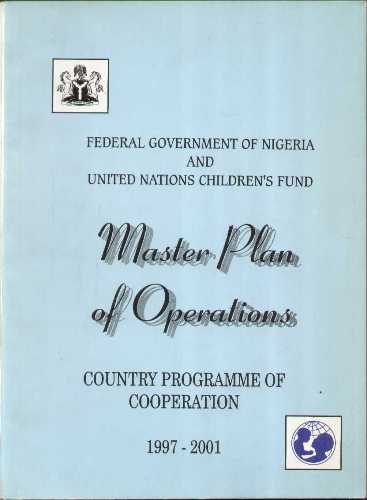 FEDERAL GOVERNMENT OF NIGERIA
AND
UNITED NATIONS CHILDREN'S FUND
Master Plan
of Operations
COUNTRY PROGRAMME OF
COOPERATION
1997 - 2001